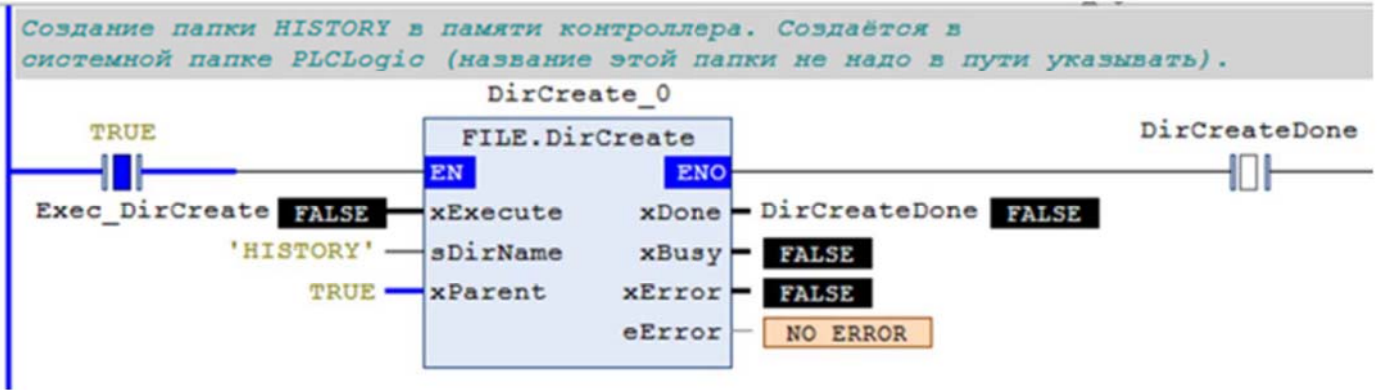 Создание папки HISTORY в памяти контроллера. Создаётся в
системной папке PLCLogic (название этой папки не надо в пути указывать).
DirCreate_0
TRUE
FILE.DirCreate
DirCreateDone
EN ENO
Exec_DirCreate FALSE xExecute xDone DirCreateDone FALSE
'HISTORY' sDirName xBusy FALSE
TRUE xParent xError FALSE
eError NO ERROR